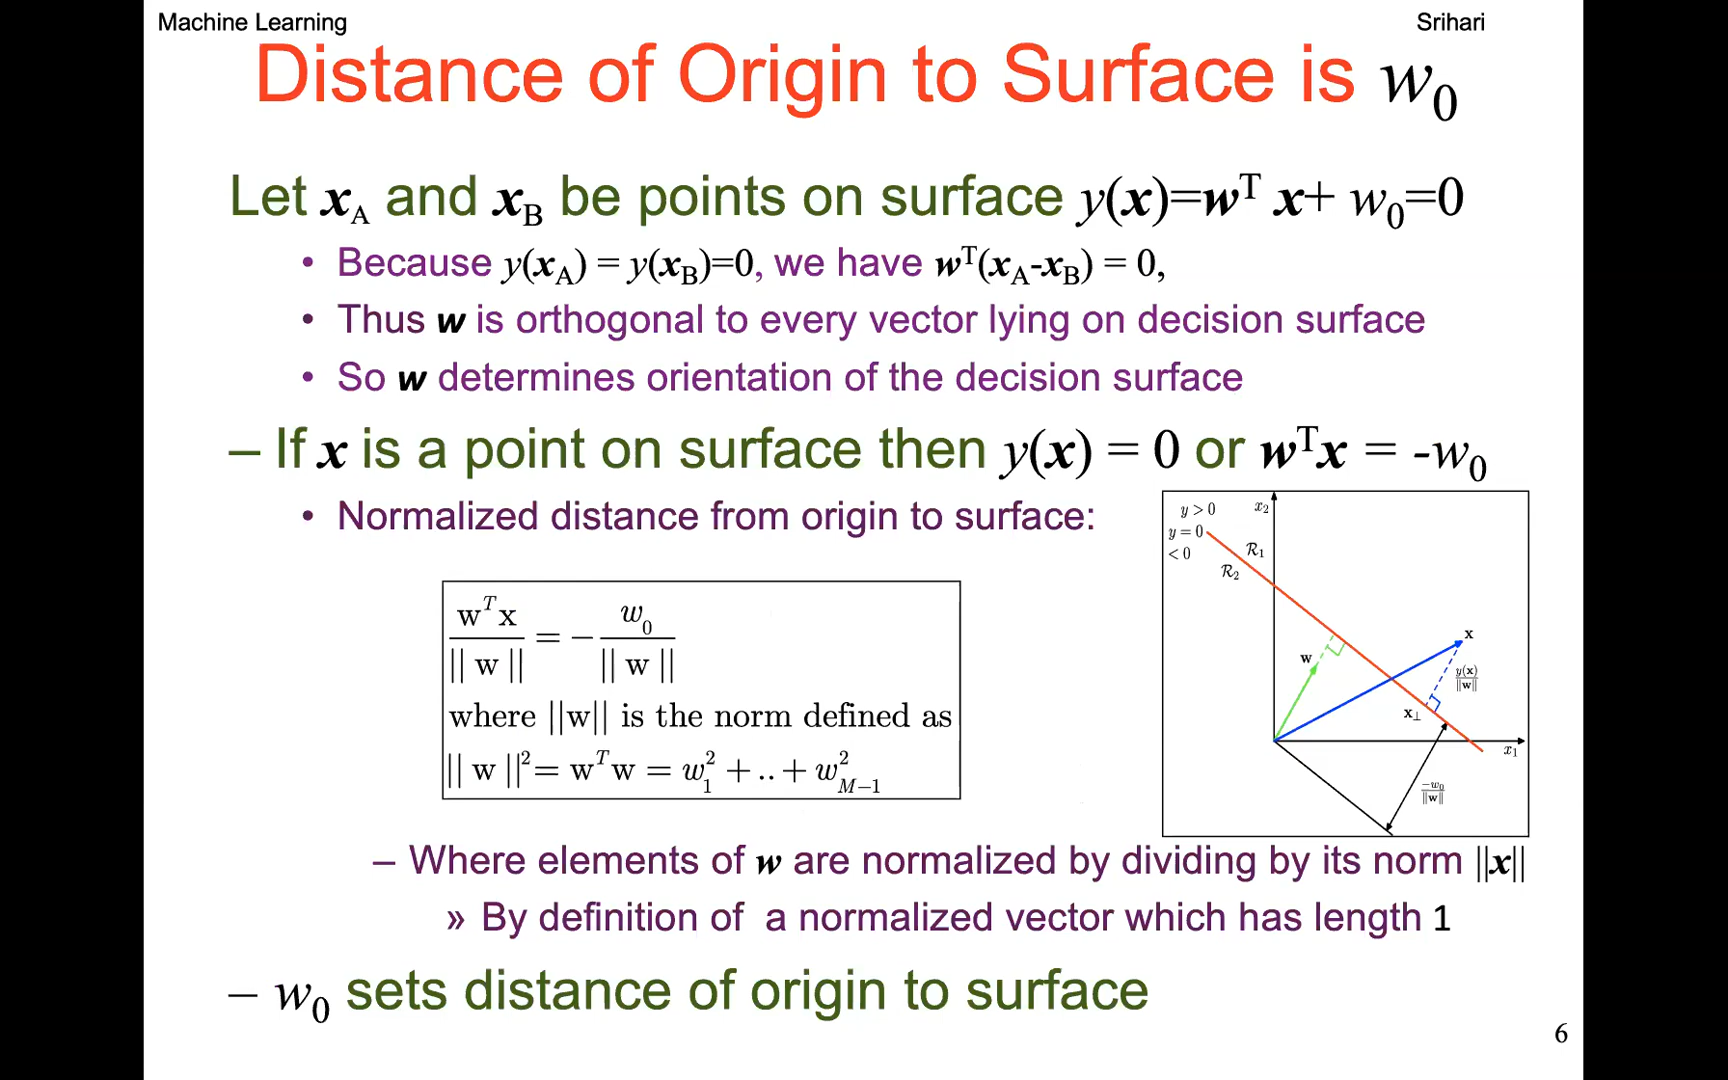 Machine Learning
Srihari
Distance of Origin to Surface is w₀
Let x_A and x_B be points on surface y(x)=wᵀ x+ w₀=0
• Because y(x_A) = y(x_B)=0, we have wᵀ(x_A-x_B) = 0,
• Thus w is orthogonal to every vector lying on decision surface
• So w determines orientation of the decision surface
– If x is a point on surface then y(x) = 0 or wᵀx = -w₀
• Normalized distance from origin to surface:
wᵀx / || w || = − w₀ / || w ||
where ||w|| is the norm defined as
|| w ||² = wᵀw = w₁² + .. + w²_{M−1}
y > 0
y = 0
< 0
x₂
R₁
R₂
w
x
y(x) / ||w||
x⊥
x₁
−w₀ / ||w||
– Where elements of w are normalized by dividing by its norm ||x||
» By definition of a normalized vector which has length 1
– w₀ sets distance of origin to surface
6